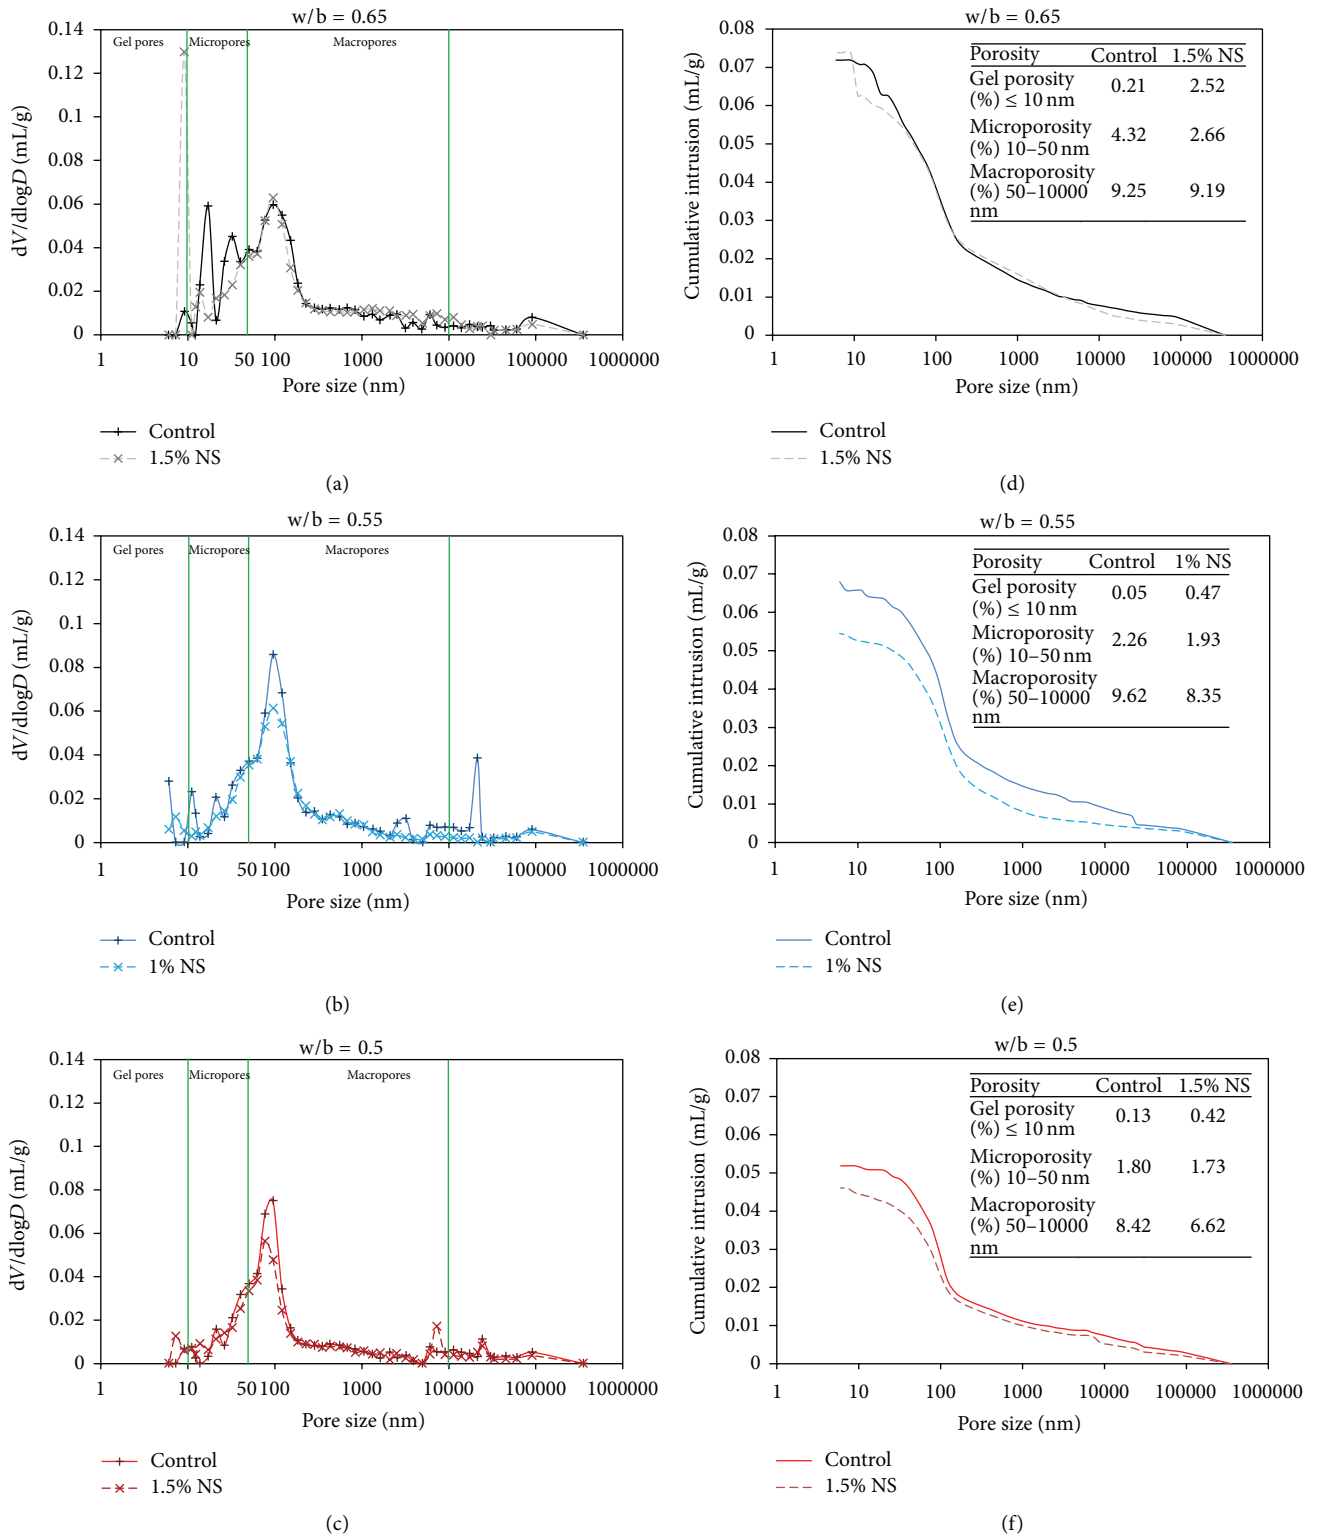 w/b = 0.65
0.14
0.12
0.1
0.08
0.06
0.04
0.02
0
dV/dlogD (mL/g)
Gel pores
Micropores
Macropores
1
10
50
100
1000
10000
100000
1000000
Pore size (nm)
Control
1.5% NS
(a)
w/b = 0.65
0.08
0.07
0.06
0.05
0.04
0.03
0.02
0.01
0
Cumulative intrusion (mL/g)
Porosity Control 1.5% NS
Gel porosity
(%) ≤ 10 nm 0.21 2.52
Microporosity
(%) 10–50 nm 4.32 2.66
Macroporosity
(%) 50–10000 9.25 9.19
nm
1
10
100
1000
10000
100000
1000000
Pore size (nm)
Control
1.5% NS
(d)
w/b = 0.55
0.14
0.12
0.1
0.08
0.06
0.04
0.02
0
dV/dlogD (mL/g)
Gel pores
Micropores
Macropores
1
10
50
100
1000
10000
100000
1000000
Pore size (nm)
Control
1% NS
(b)
w/b = 0.55
0.08
0.07
0.06
0.05
0.04
0.03
0.02
0.01
0
Cumulative intrusion (mL/g)
Porosity Control 1% NS
Gel porosity
(%) ≤ 10 nm 0.05 0.47
Microporosity
(%) 10–50 nm 2.26 1.93
Macroporosity
(%) 50–10000 9.62 8.35
nm
1
10
100
1000
10000
100000
1000000
Pore size (nm)
Control
1% NS
(e)
w/b = 0.5
0.14
0.12
0.1
0.08
0.06
0.04
0.02
0
dV/dlogD (mL/g)
Gel pores
Micropores
Macropores
1
10
50
100
1000
10000
100000
1000000
Pore size (nm)
Control
1.5% NS
(c)
w/b = 0.5
0.08
0.07
0.06
0.05
0.04
0.03
0.02
0.01
0
Cumulative intrusion (mL/g)
Porosity Control 1.5% NS
Gel porosity
(%) ≤ 10 nm 0.13 0.42
Microporosity
(%) 10–50 nm 1.80 1.73
Macroporosity
(%) 50–10000 8.42 6.62
nm
1
10
100
1000
10000
100000
1000000
Pore size (nm)
Control
1.5% NS
(f)